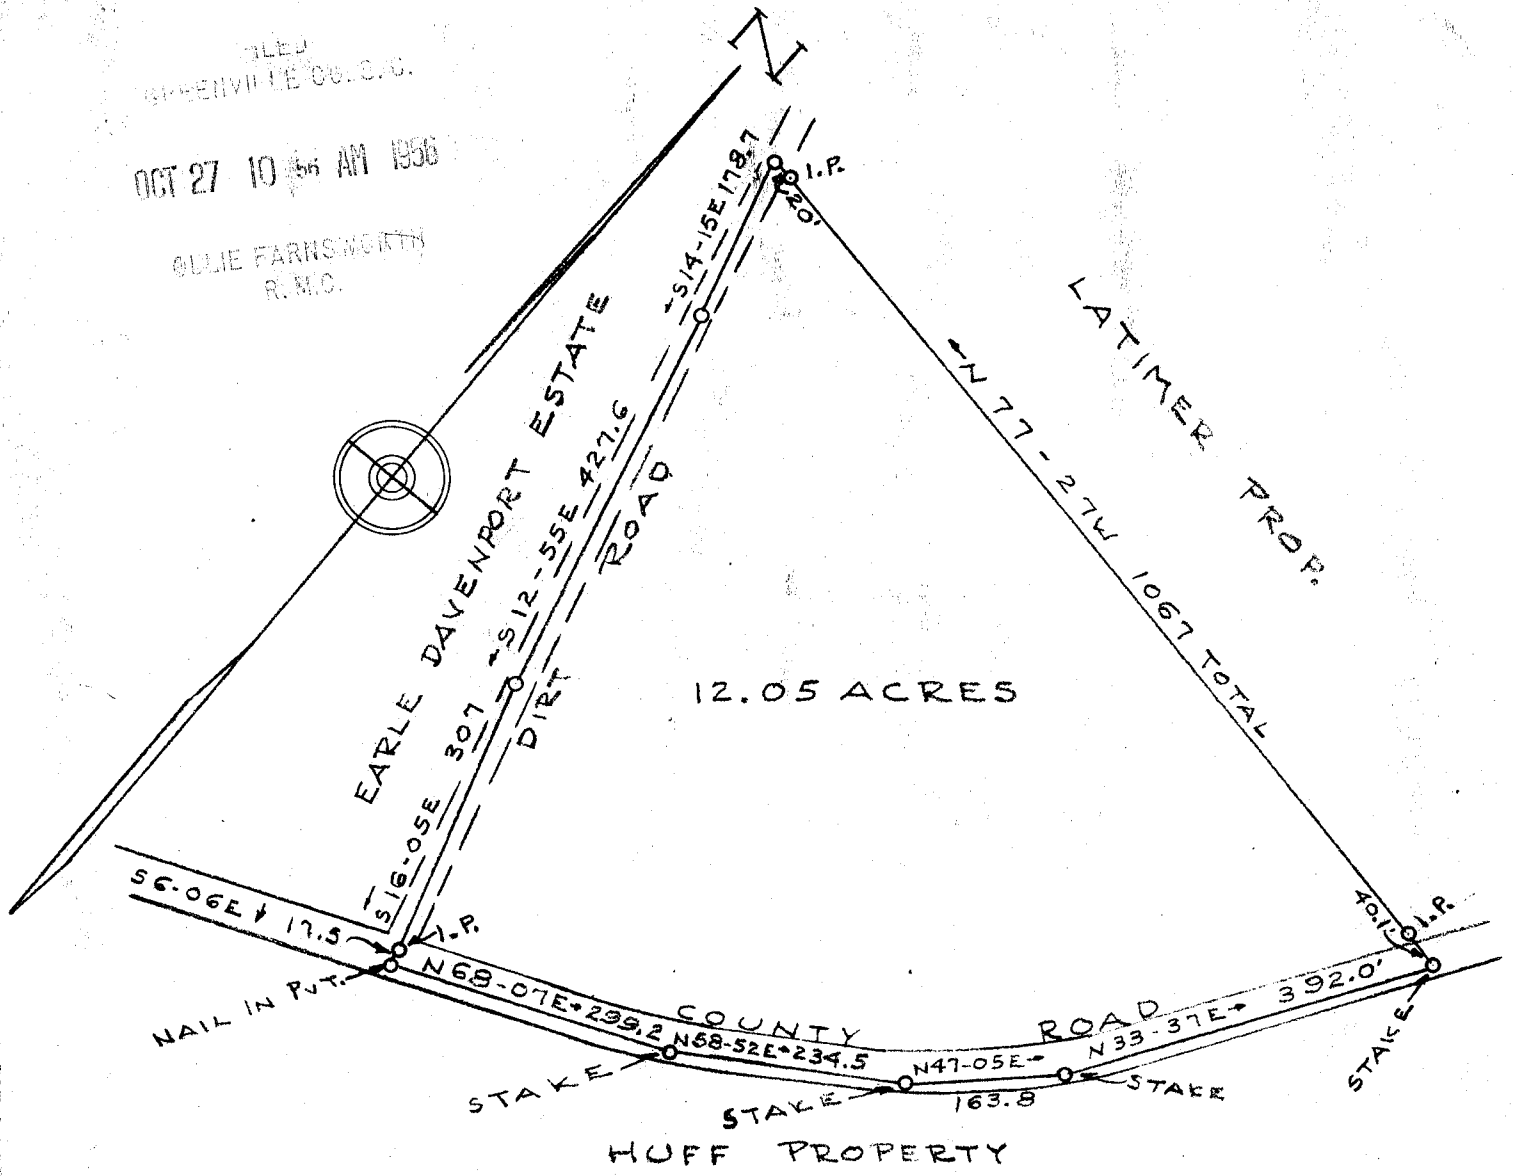 N
FILED
GREENVILLE CO. S. C.
OCT 27 10 56 AM 1956
OLLIE FARNSWORTH
R. M. C.
I.P.
20'
S14-15E 178.7
EARLE DAVENPORT ESTATE
S12-55E 427.6
DIRT ROAD
S16-05E 307
LATIMER PROP.
N77-27W 1067 TOTAL
12.05 ACRES
S6-06E 17.5
I.P.
NAIL IN PVT.
N68-07E 299.2
STAKE
COUNTY ROAD
N58-52E 234.5
STAKE
N47-05E
163.8
STAKE
N33-37E 392.0'
40.1'
I.P.
STAKE
HUFF PROPERTY